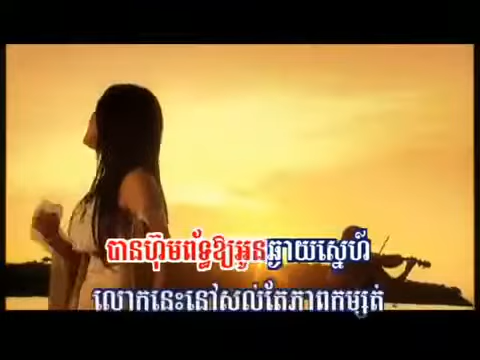 បានហ៊ុមព័ទ្ធឱ្យអូនឆ្ងាយស្នេហ៍
លោកនេះនៅសល់តែភាពកម្សត់